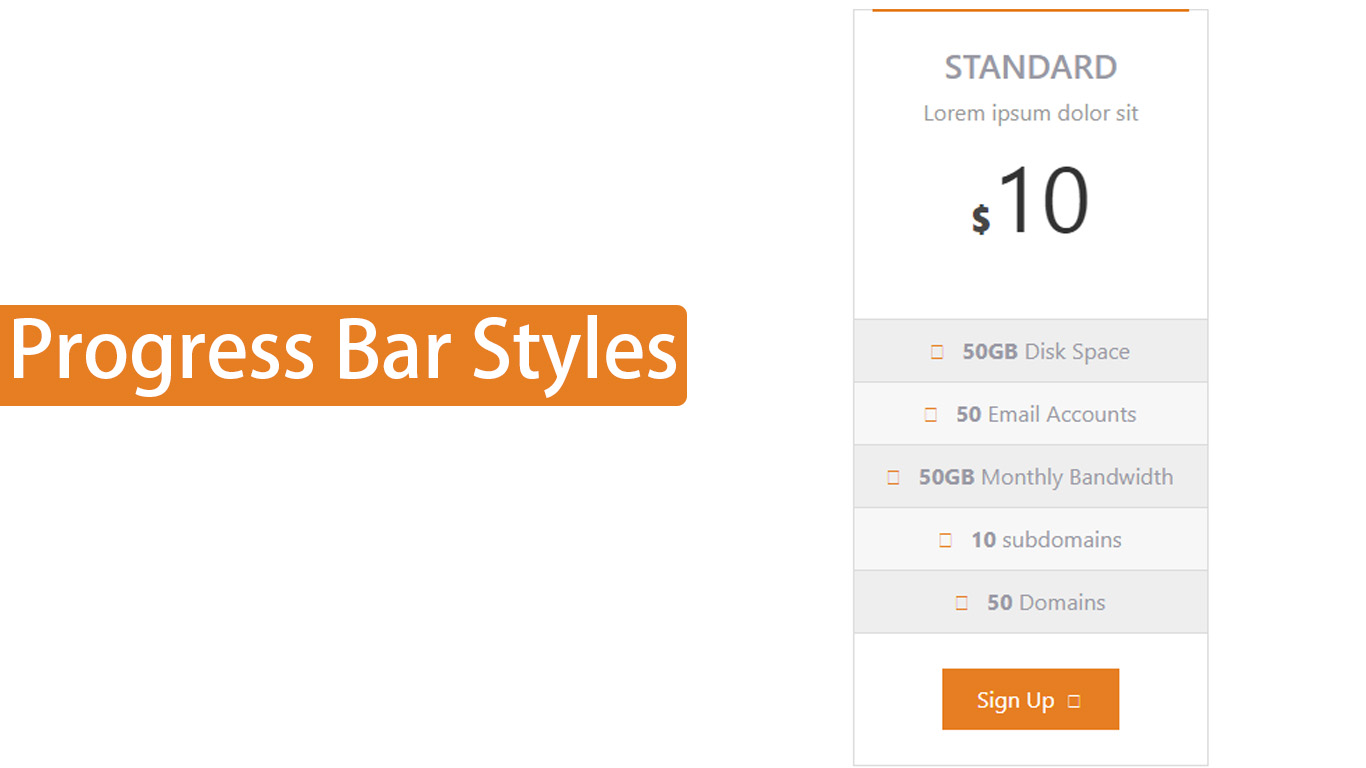 Progress Bar Styles
STANDARD
Lorem ipsum dolor sit
$10
50GB Disk Space
50 Email Accounts
50GB Monthly Bandwidth
10 subdomains
50 Domains
Sign Up